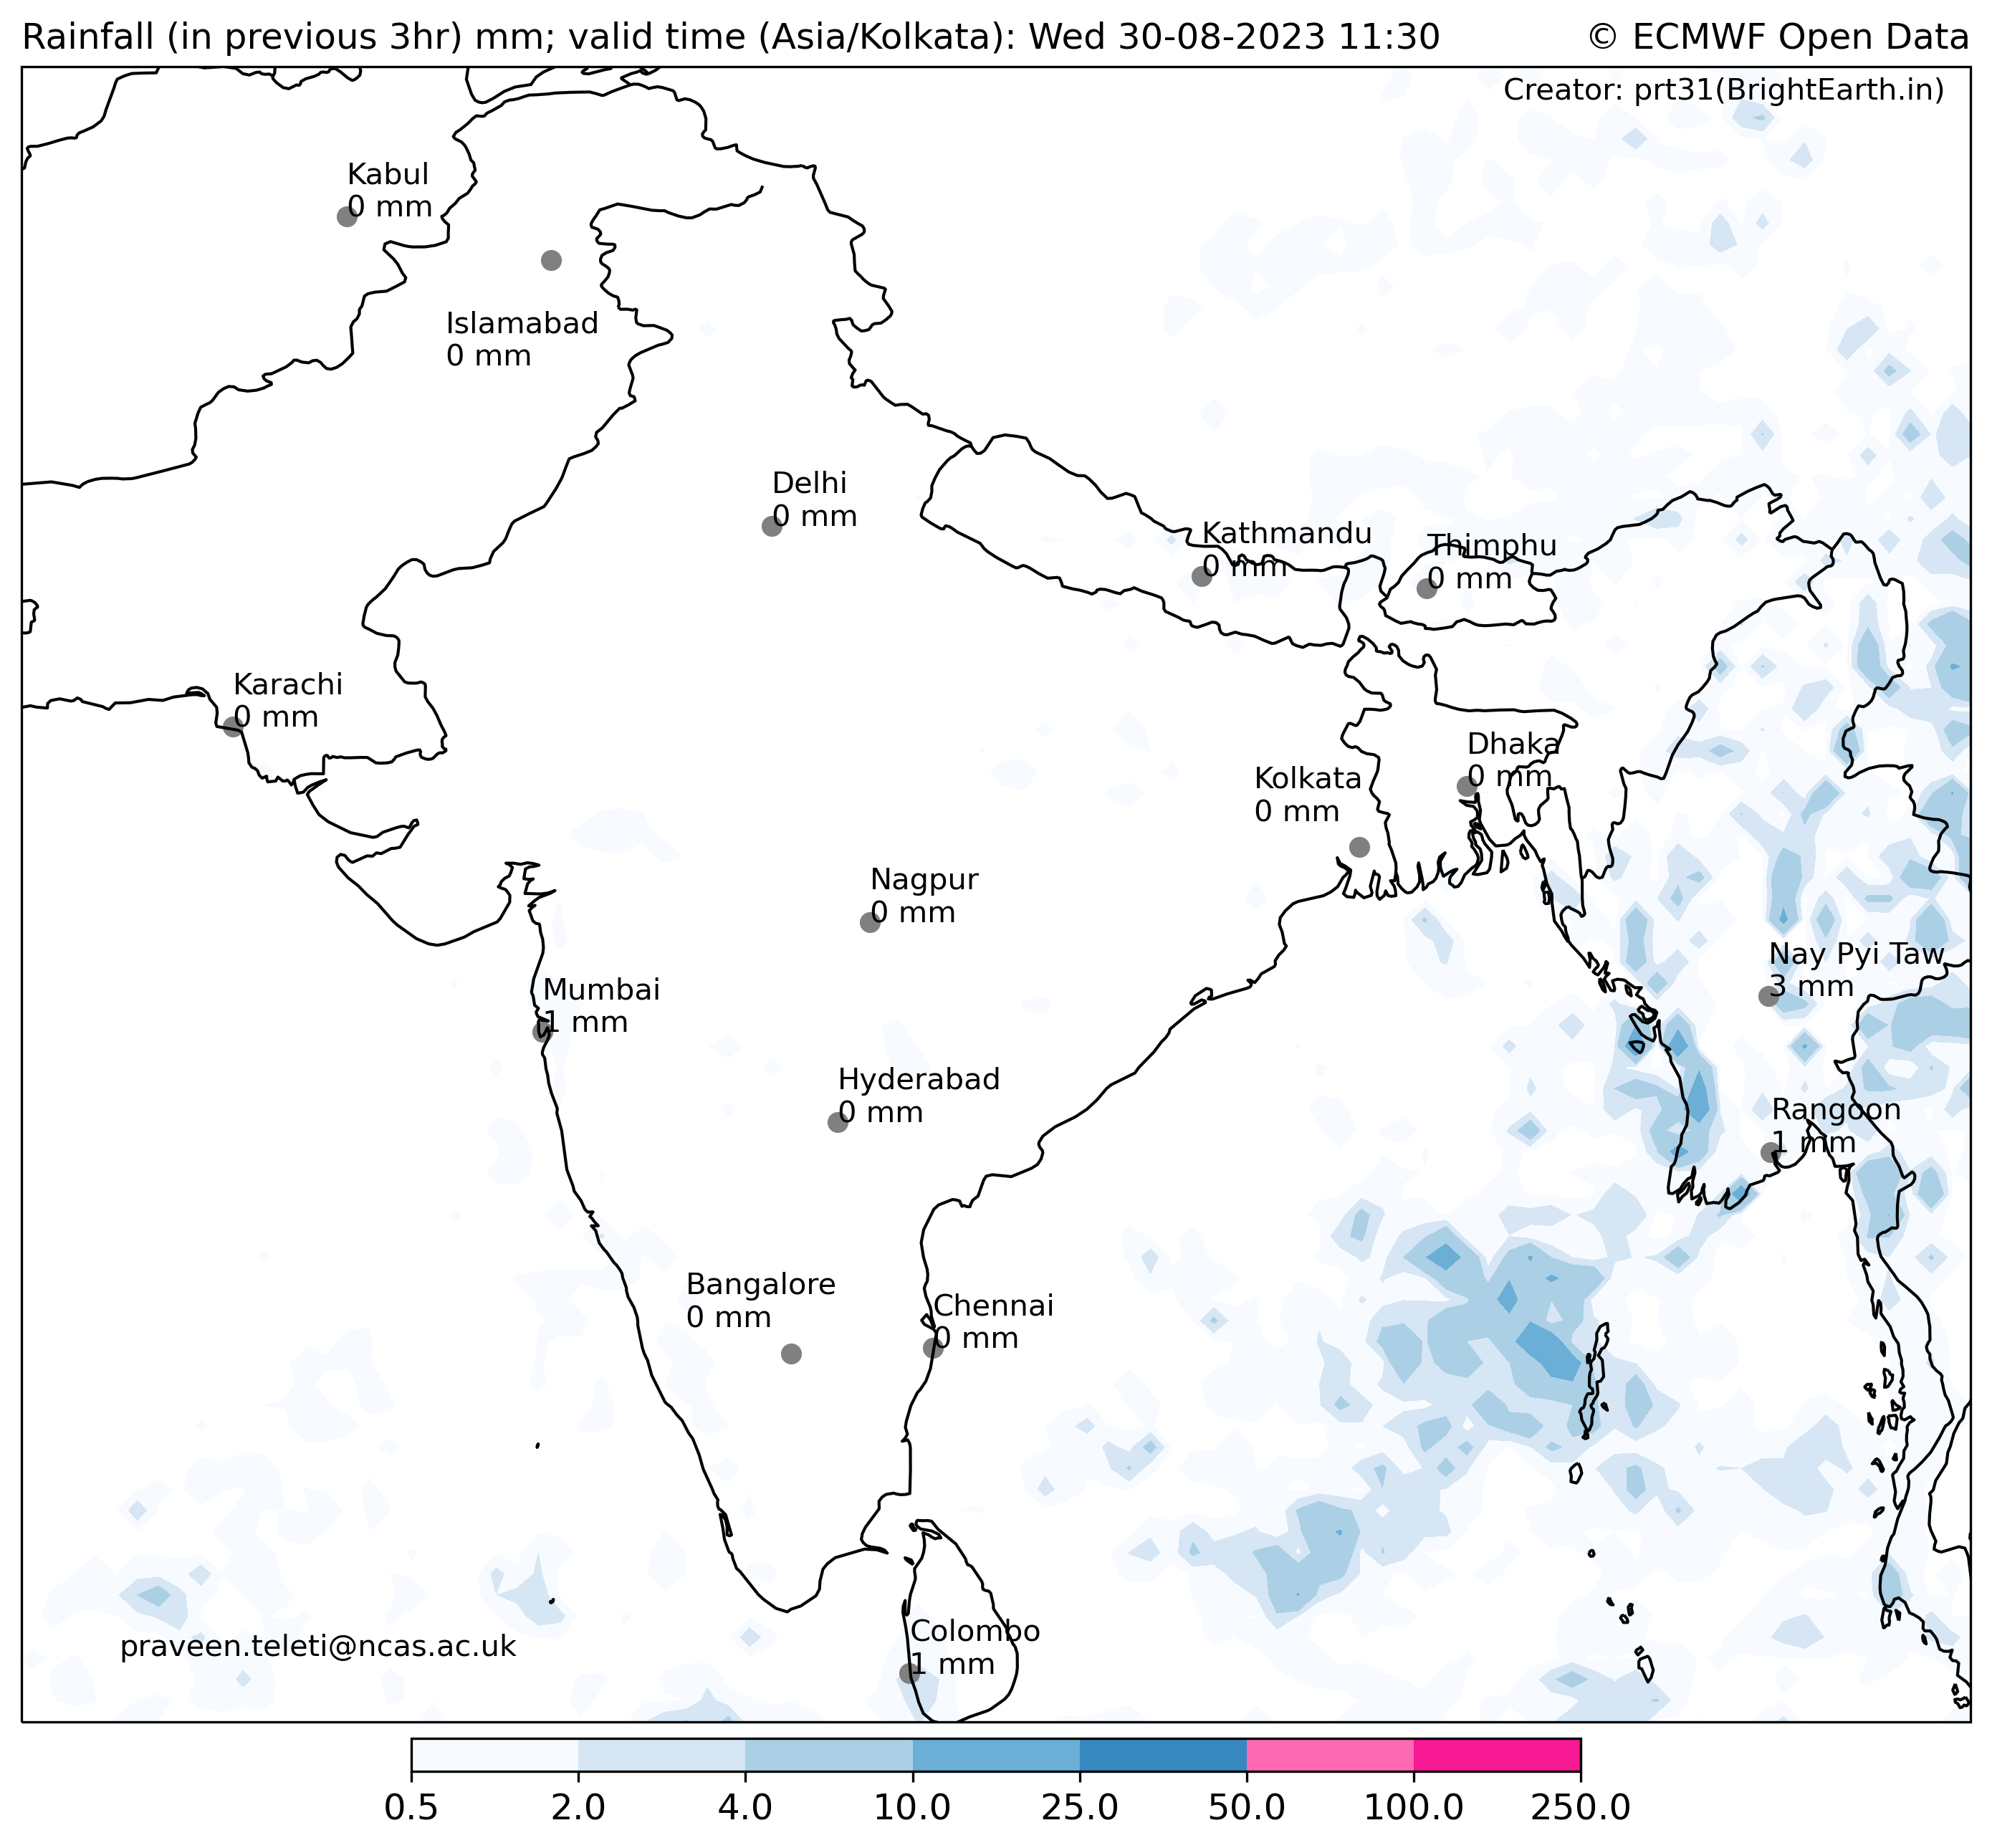 Rainfall (in previous 3hr) mm; valid time (Asia/Kolkata): Wed 30-08-2023 11:30
© ECMWF Open Data
Creator: prt31(BrightEarth.in)
Kabul
0 mm
Islamabad
0 mm
Delhi
0 mm
Kathmandu
0 mm
Thimphu
0 mm
Karachi
0 mm
Dhaka
0 mm
Kolkata
0 mm
Nagpur
0 mm
Nay Pyi Taw
3 mm
Mumbai
1 mm
Hyderabad
0 mm
Rangoon
1 mm
Bangalore
0 mm
Chennai
0 mm
Colombo
1 mm
praveen.teleti@ncas.ac.uk
0.5 2.0 4.0 10.0 25.0 50.0 100.0 250.0